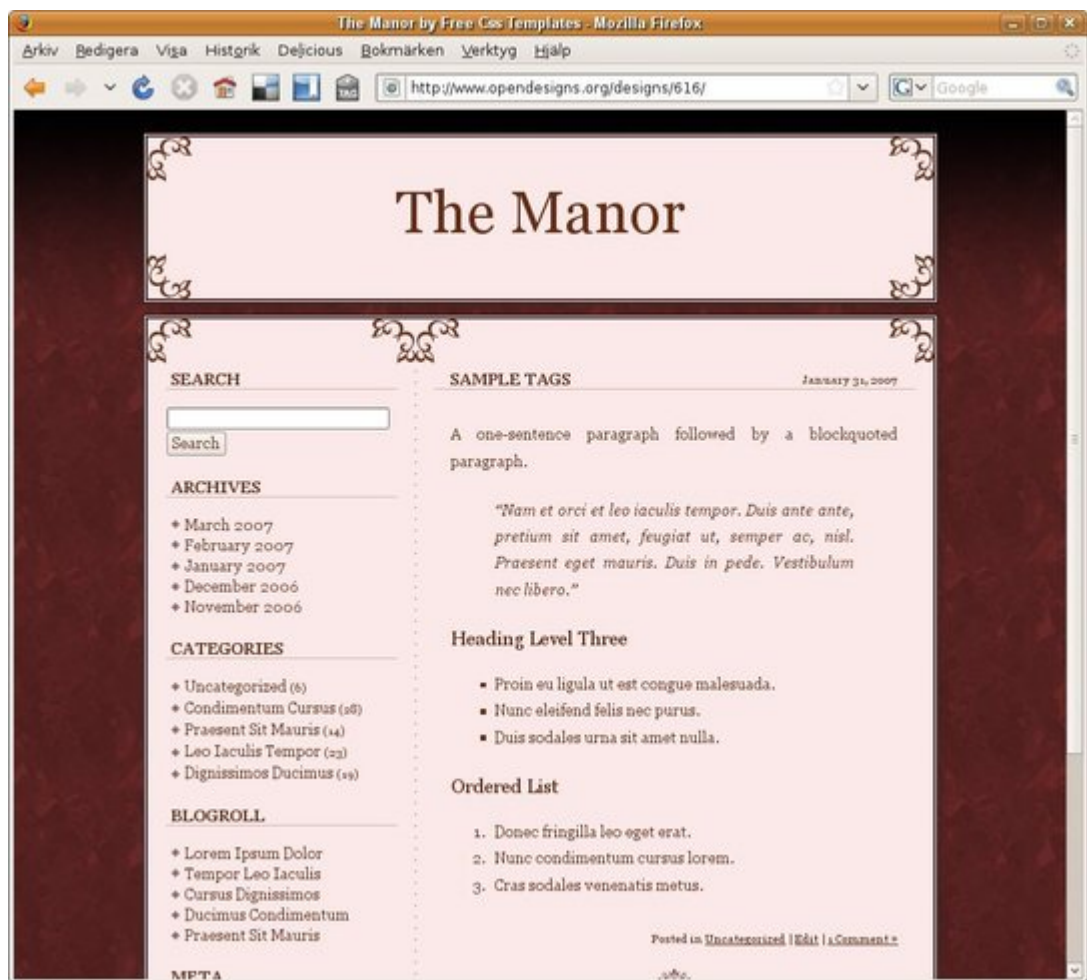 The Manor by Free Css Templates - Mozilla Firefox
Arkiv Redigera Visa Historik Delicious Bokmärken Verktyg Hjälp
TAG http://www.opendesigns.org/designs/616/ G Google
The Manor
SEARCH
Search
ARCHIVES
March 2007
February 2007
January 2007
December 2006
November 2006
CATEGORIES
Uncategorized (6)
Condimentum Cursus (28)
Praesent Sit Mauris (14)
Leo Iaculis Tempor (23)
Dignissimos Ducimus (19)
BLOGROLL
Lorem Ipsum Dolor
Tempor Leo Iaculis
Cursus Dignissimos
Ducimus Condimentum
Praesent Sit Mauris
META
SAMPLE TAGS January 31, 2007
A one-sentence paragraph followed by a blockquoted
paragraph.
“Nam et orci et leo iaculis tempor. Duis ante ante,
pretium sit amet, feugiat ut, semper ac, nisl.
Praesent eget mauris. Duis in pede. Vestibulum
nec libero.”
Heading Level Three
Proin eu ligula ut est congue malesuada.
Nunc eleifend felis nec purus.
Duis sodales urna sit amet nulla.
Ordered List
1. Donec fringilla leo eget erat.
2. Nunc condimentum cursus lorem.
3. Cras sodales venenatis metus.
Posted in Uncategorized | Edit | 1 Comment »